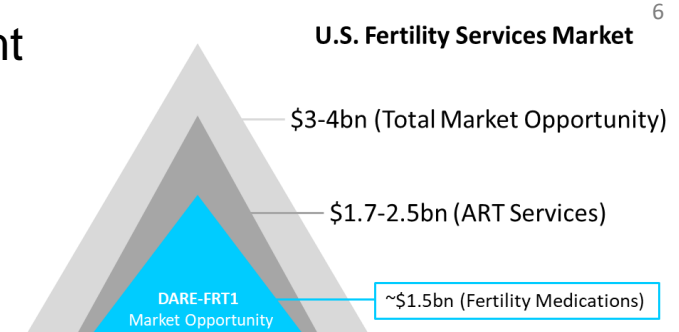 6
U.S. Fertility Services Market
$3-4bn (Total Market Opportunity)
$1.7-2.5bn (ART Services)
~$1.5bn (Fertility Medications)
DARE-FRT1
Market Opportunity